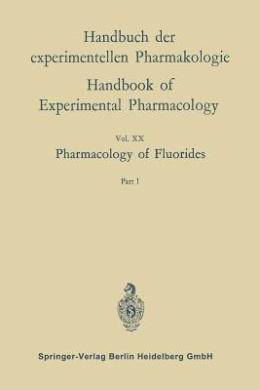 Handbuch der
experimentellen Pharmakologie
Handbook of
Experimental Pharmacology
Vol. XX
Pharmacology of Fluorides
Part 1
Springer-Verlag Berlin Heidelberg GmbH